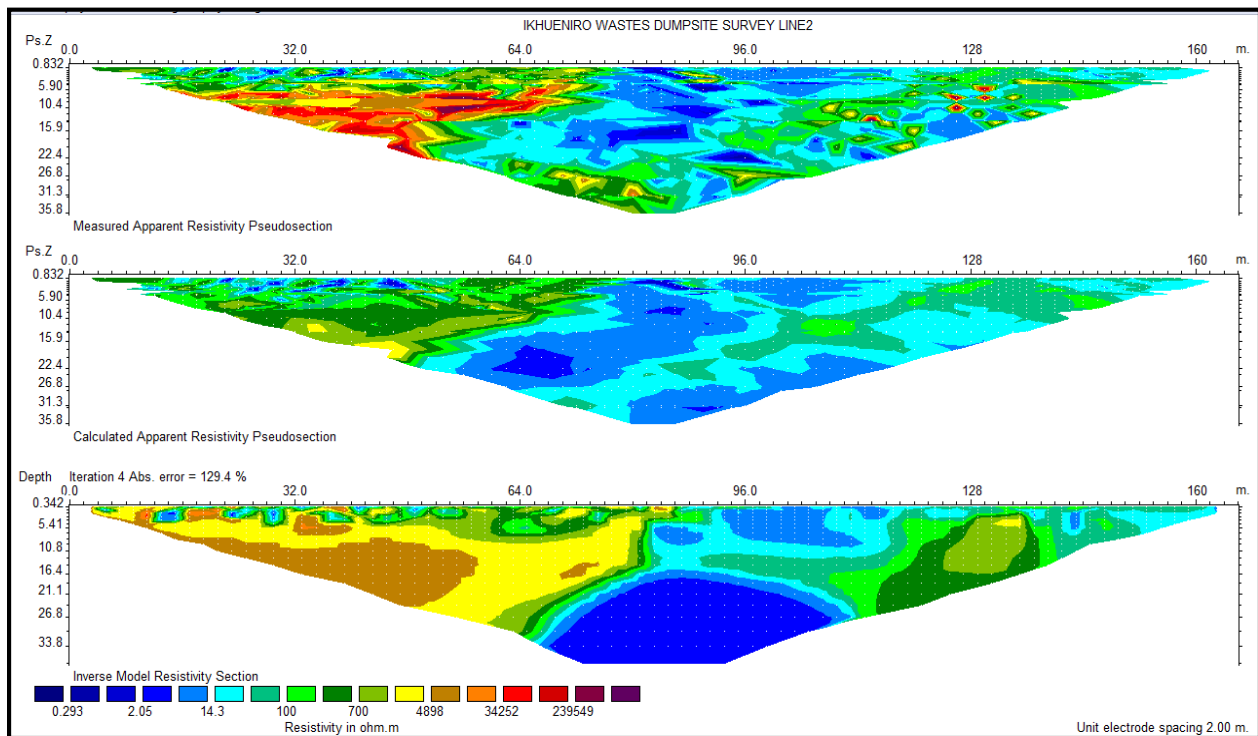 IKHUENIRO WASTES DUMPSITE SURVEY LINE2
Ps.Z
0.0 32.0 64.0 96.0 128 160 m.
0.832
5.90
10.4
15.9
22.4
26.8
31.3
35.8
Measured Apparent Resistivity Pseudosection
Ps.Z
0.0 32.0 64.0 96.0 128 160 m.
0.832
5.90
10.4
15.9
22.4
26.8
31.3
35.8
Calculated Apparent Resistivity Pseudosection
Depth Iteration 4 Abs. error = 129.4 %
0.0 32.0 64.0 96.0 128 160 m.
0.342
5.41
10.8
16.4
21.1
26.8
33.8
Inverse Model Resistivity Section
0.293 2.05 14.3 100 700 4898 34252 239549
Resistivity in ohm.m Unit electrode spacing 2.00 m.